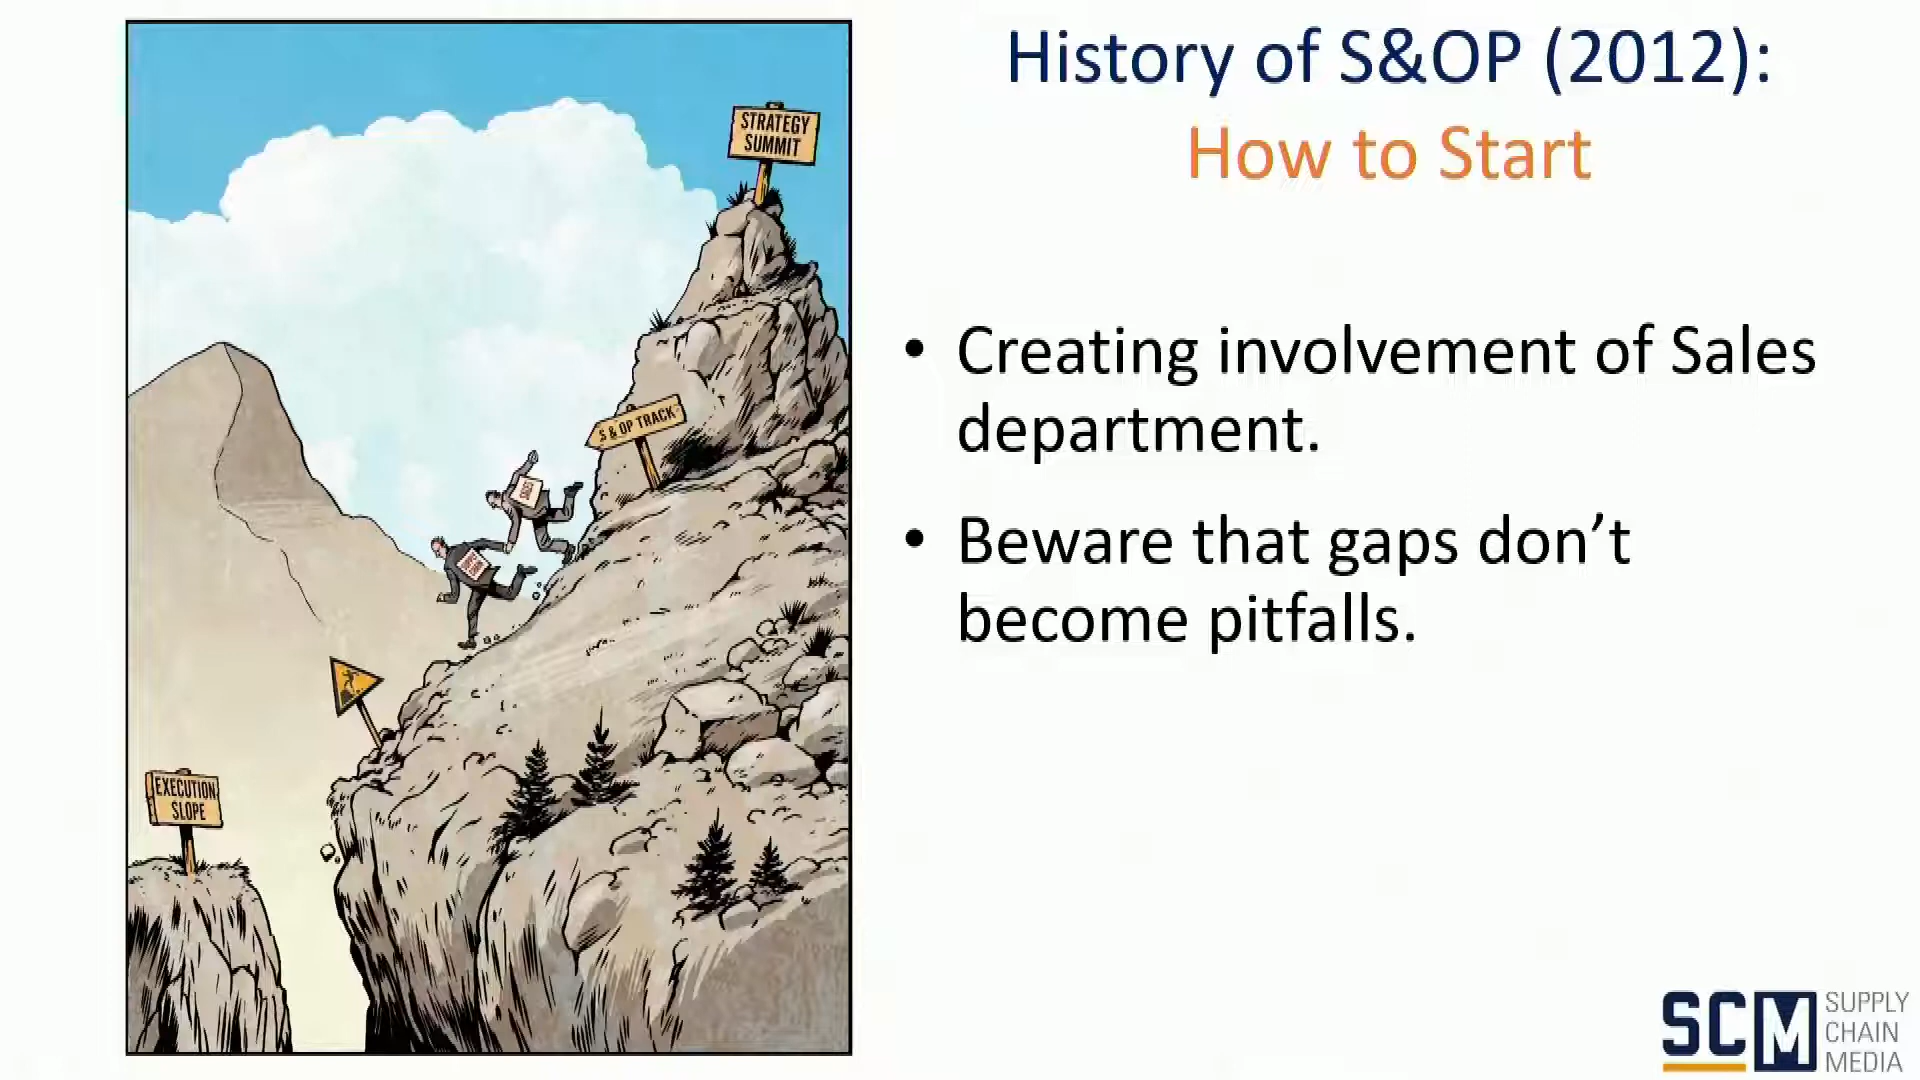 History of S&OP (2012):
How to Start
STRATEGY
SUMMIT
S & OP TRACK
EXECUTION
SLOPE
• Creating involvement of Sales
department.
• Beware that gaps don’t
become pitfalls.
SCM
SUPPLY
CHAIN
MEDIA